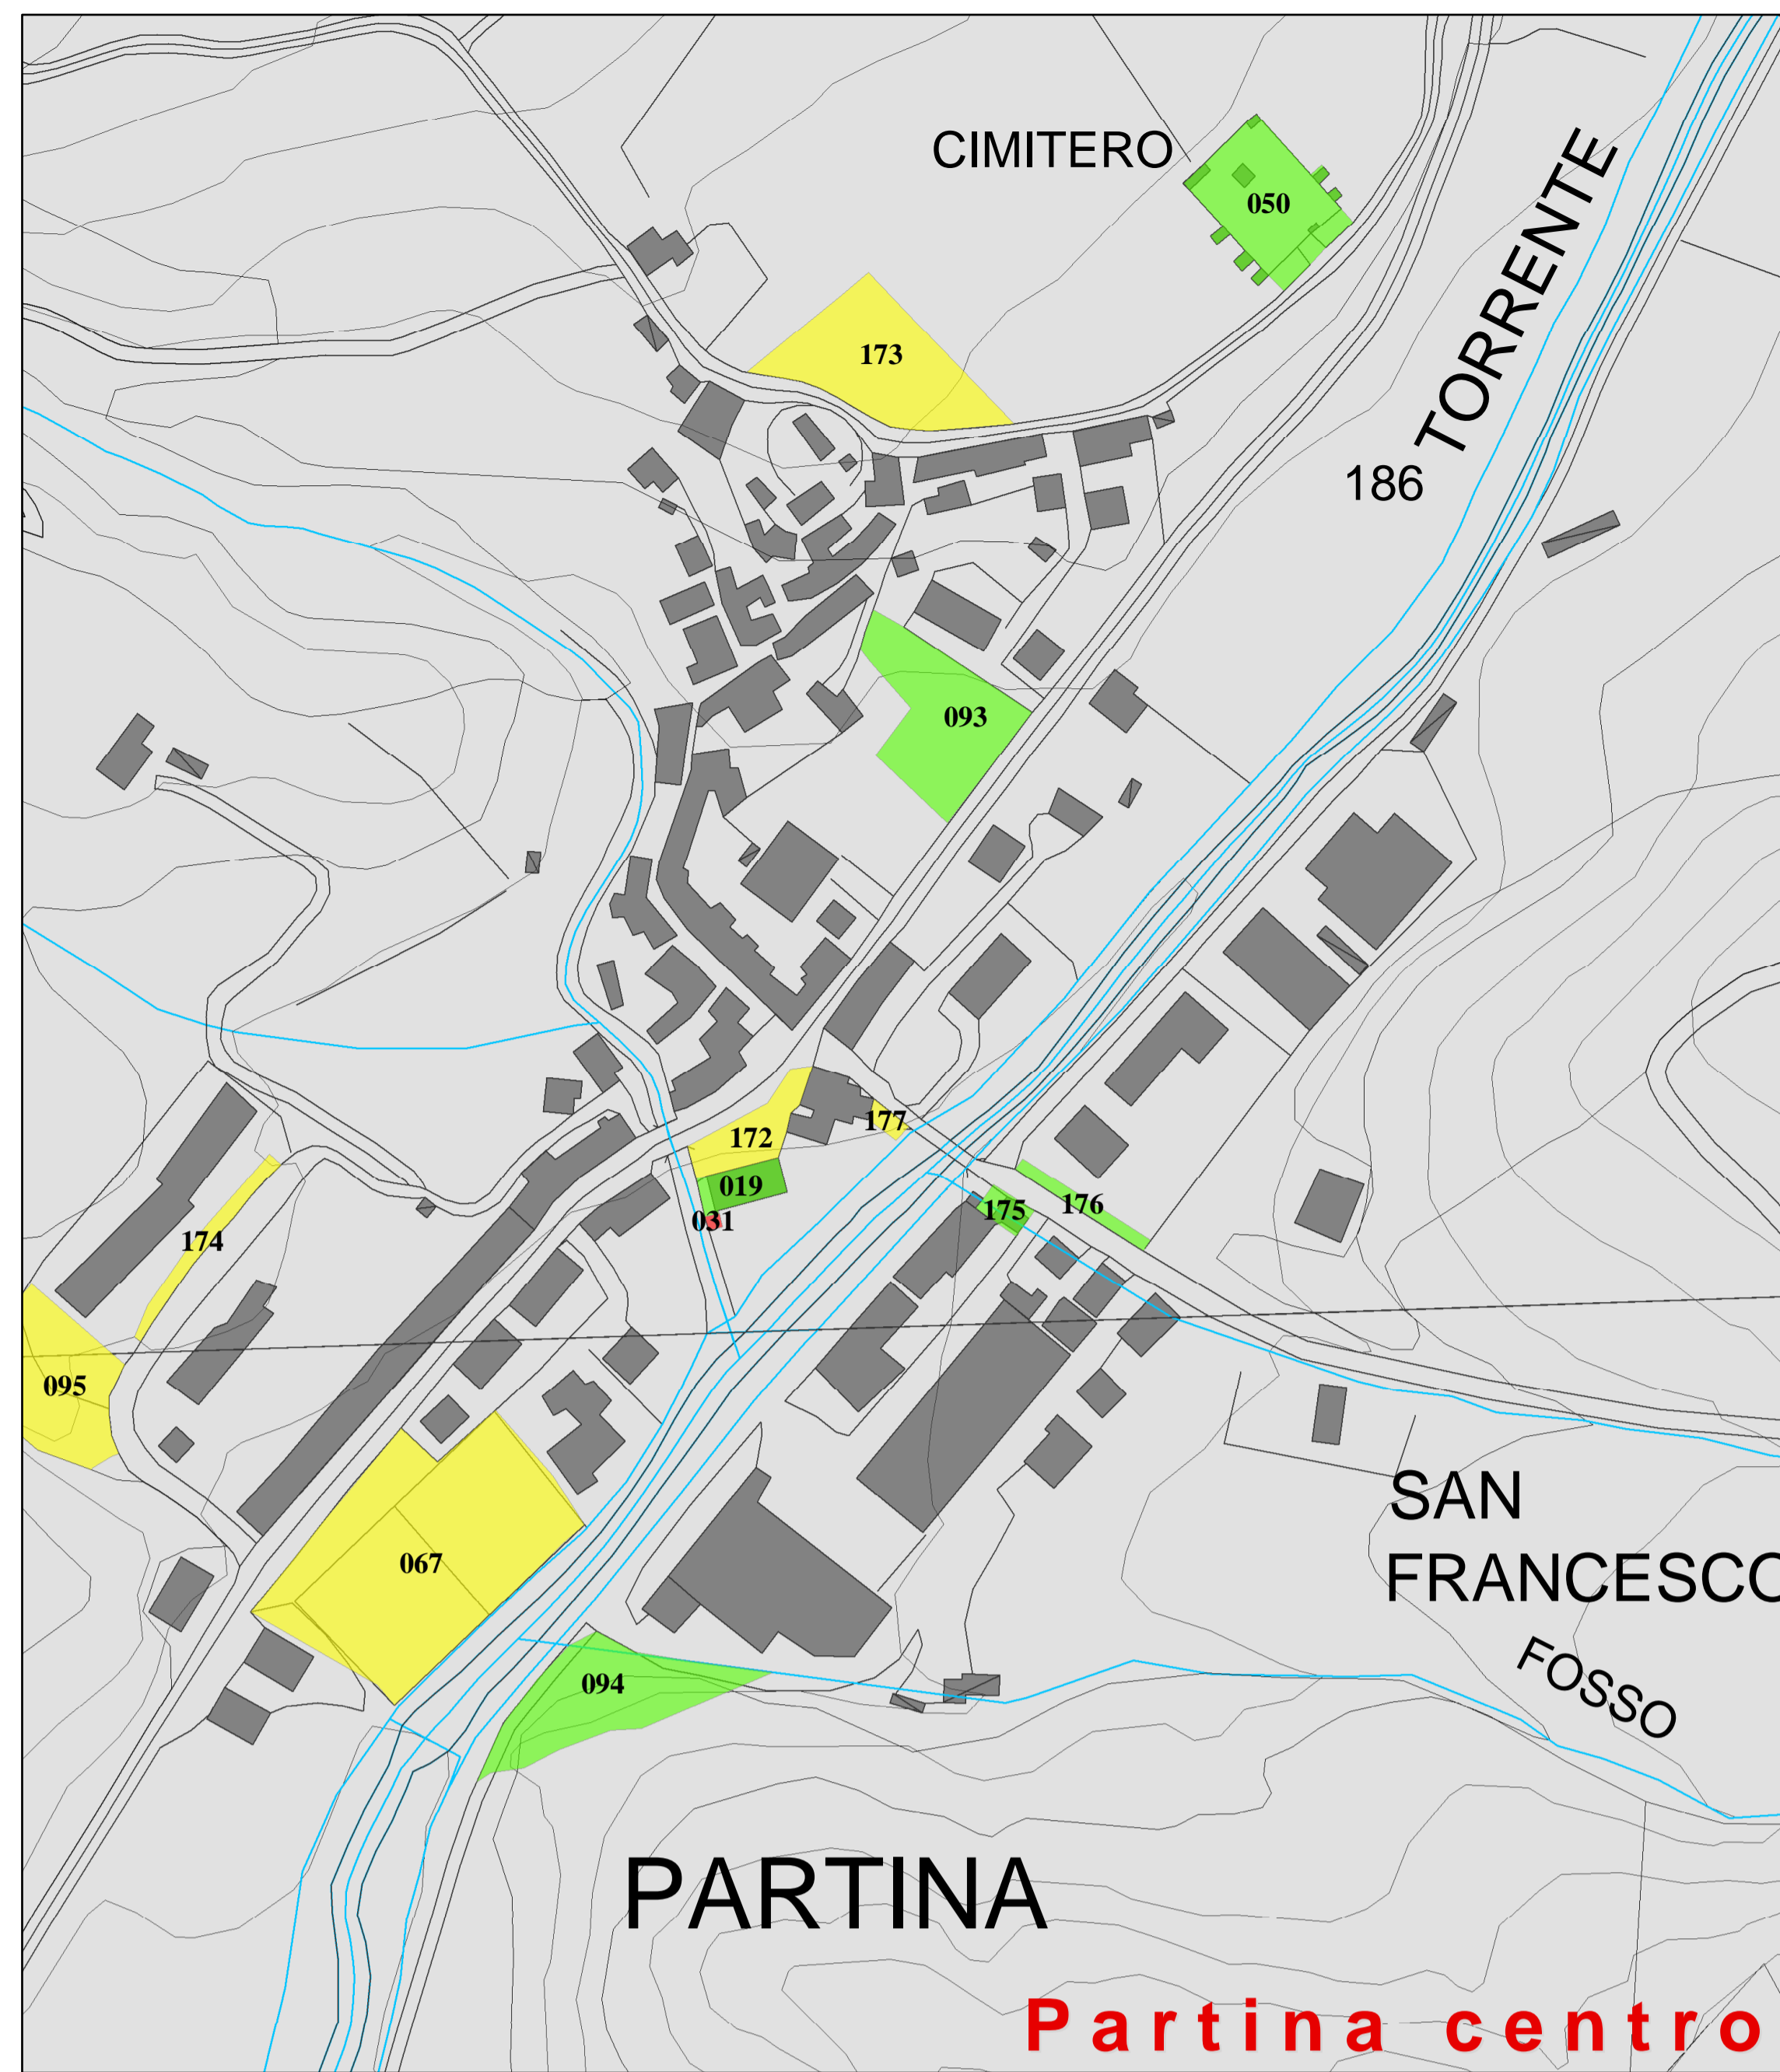 CIMITERO
050
TORRENTE
173
186
093
177
172
019
175
176
031
174
095
SAN
FRANCESCO
067
FOSSO
094
PARTINA
Partina centro